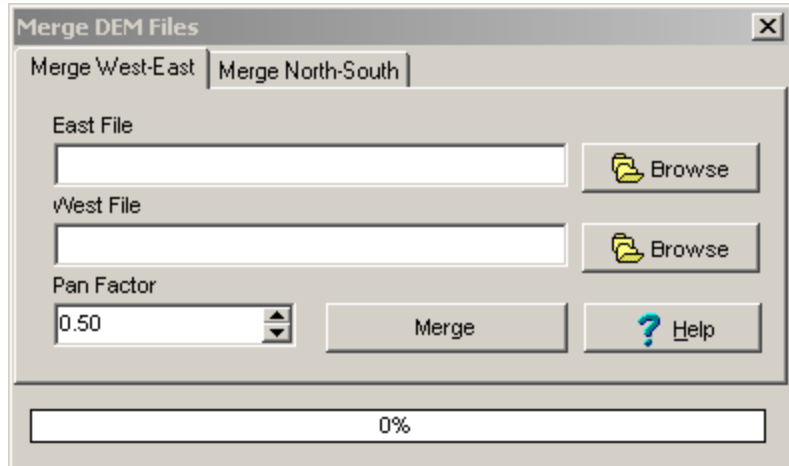 Merge DEM Files
Merge West-East Merge North-South
East File
Browse
West File
Browse
Pan Factor
0.50 Merge Help
0%